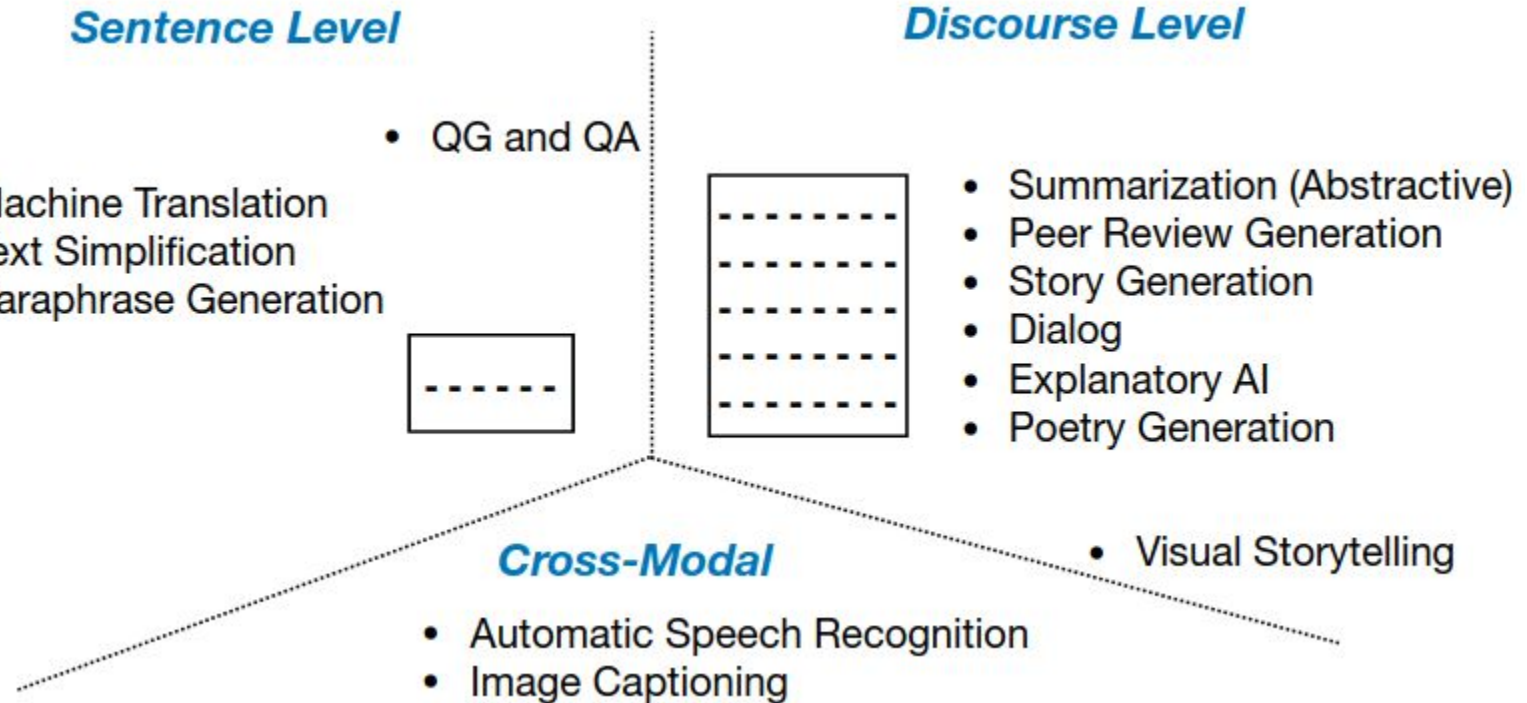 Sentence Level
Discourse Level
• QG and QA
achine Translation
ext Simplification
araphrase Generation
• Summarization (Abstractive)
• Peer Review Generation
• Story Generation
• Dialog
• Explanatory AI
• Poetry Generation
Cross-Modal
• Visual Storytelling
• Automatic Speech Recognition
• Image Captioning